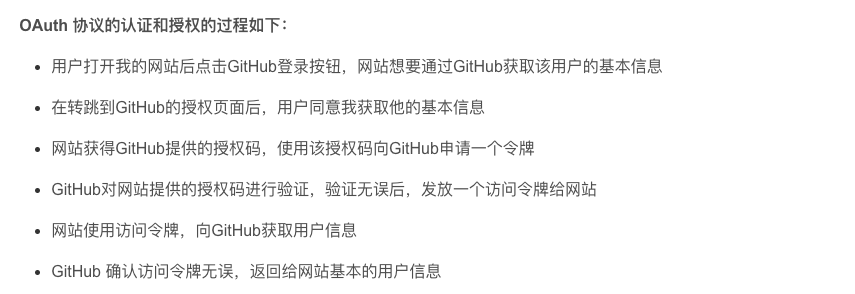 OAuth 协议的认证和授权的过程如下：
• 用户打开我的网站后点击GitHub登录按钮，网站想要通过GitHub获取该用户的基本信息
• 在转跳到GitHub的授权页面后，用户同意我获取他的基本信息
• 网站获得GitHub提供的授权码，使用该授权码向GitHub申请一个令牌
• GitHub对网站提供的授权码进行验证，验证无误后，发放一个访问令牌给网站
• 网站使用访问令牌，向GitHub获取用户信息
• GitHub 确认访问令牌无误，返回给网站基本的用户信息